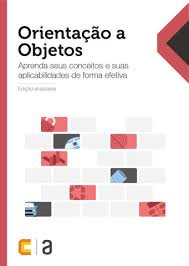 Orientação a
Objetos
Aprenda seus conceitos e suas
aplicabilidades de forma efetiva